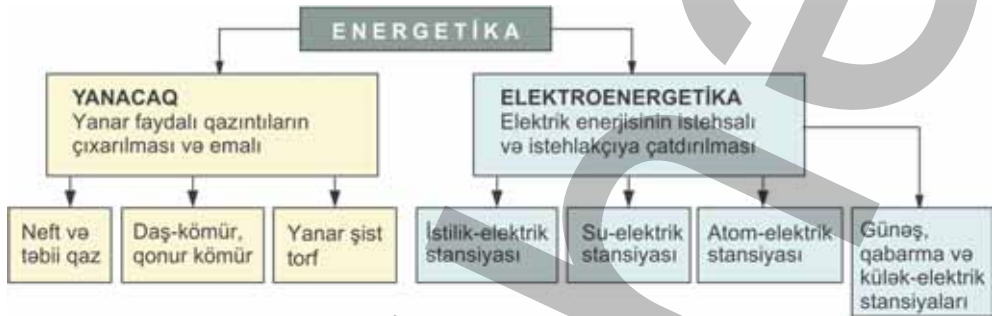 ENERGETİKA
YANACAQ
Yanar faydalı qazıntıların
çıxarılması və emalı
ELEKTROENERGETİKA
Elektrik enerjisinin istehsalı
və istehlakçıya çatdırılması
Neft və
təbii qaz
Daş-kömür,
qonur kömür
Yanar şist
torf
İstilik-elektrik
stansiyası
Su-elektrik
stansiyası
Atom-elektrik
stansiyası
Günəş,
qabarma və
külək-elektrik
stansiyaları